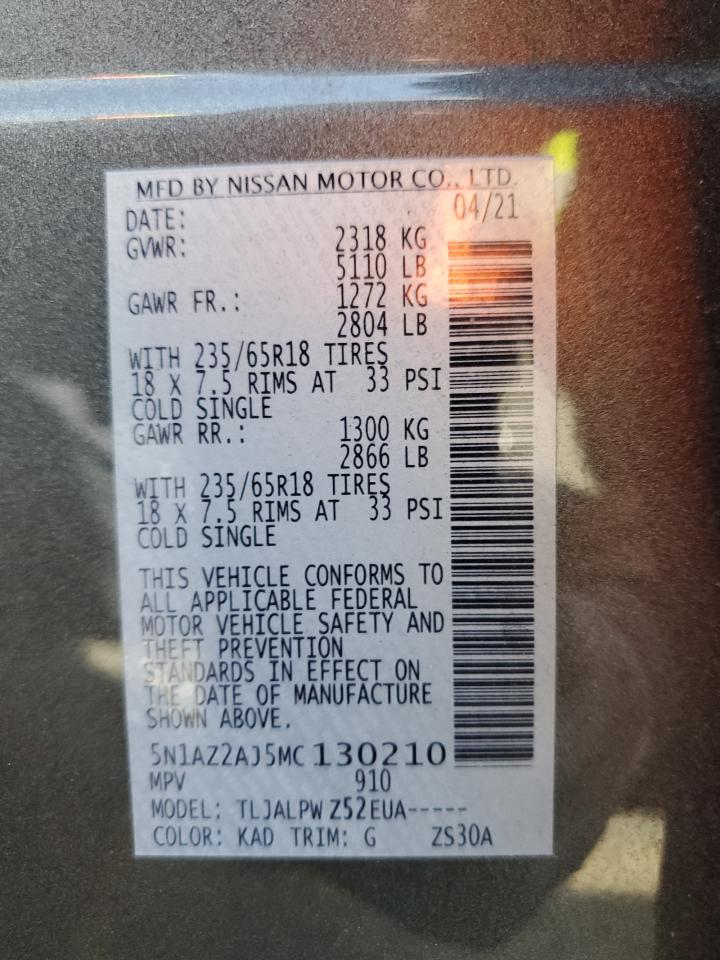 MFD BY NISSAN MOTOR CO., LTD.
DATE: 04/21
GVWR: 2318 KG
5110 LB
GAWR FR.: 1272 KG
2804 LB
WITH 235/65R18 TIRES
18 X 7.5 RIMS AT 33 PSI
COLD SINGLE
GAWR RR.: 1300 KG
2866 LB
WITH 235/65R18 TIRES
18 X 7.5 RIMS AT 33 PSI
COLD SINGLE
THIS VEHICLE CONFORMS TO
ALL APPLICABLE FEDERAL
MOTOR VEHICLE SAFETY AND
THEFT PREVENTION
STANDARDS IN EFFECT ON
THE DATE OF MANUFACTURE
SHOWN ABOVE.
5N1AZ2AJ5MC130210
MPV 910
MODEL: TLJALPW Z52EUA-----
COLOR: KAD TRIM: G ZS30A